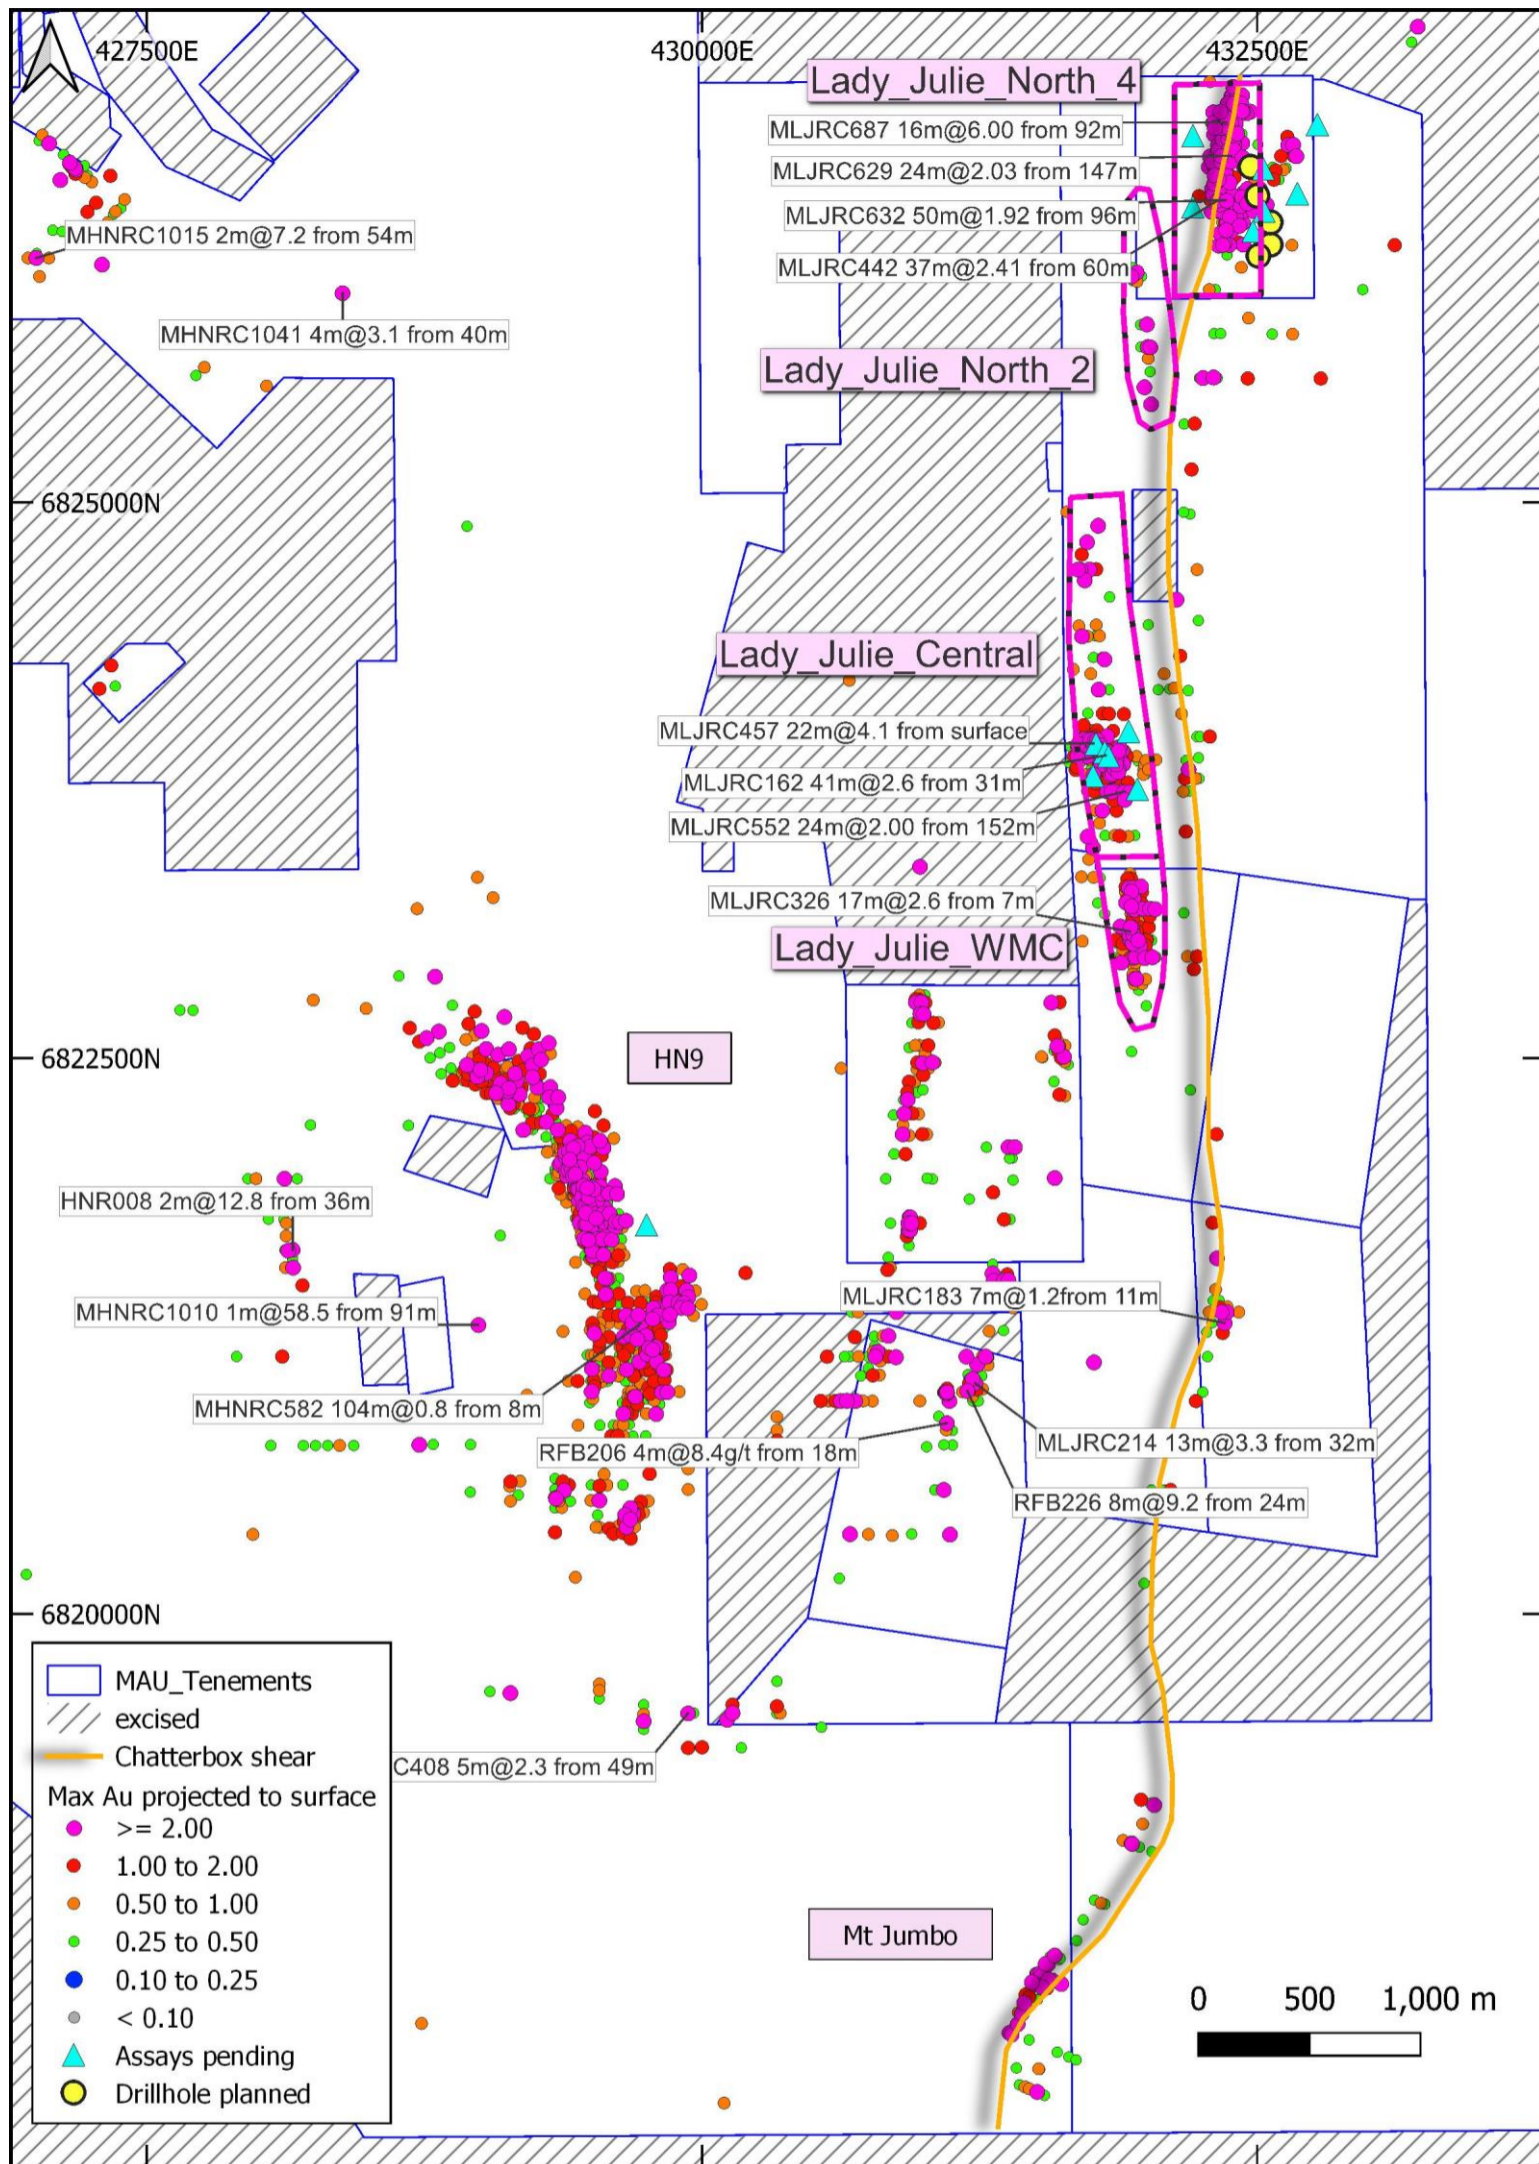 427500E
430000E
432500E
Lady_Julie_North_4
MLJRC687 16m@6.00 from 92m
MLJRC629 24m@2.03 from 147m
MLJRC632 50m@1.92 from 96m
MLJRC442 37m@2.41 from 60m
MHNRC1015 2m@7.2 from 54m
MHNRC1041 4m@3.1 from 40m
Lady_Julie_North_2
6825000N
Lady_Julie_Central
MLJRC457 22m@4.1 from surface
MLJRC162 41m@2.6 from 31m
MLJRC552 24m@2.00 from 152m
MLJRC326 17m@2.6 from 7m
Lady_Julie_WMC
6822500N
HN9
HNR008 2m@12.8 from 36m
MLJRC183 7m@1.2from 11m
MHNRC1010 1m@58.5 from 91m
MHNRC582 104m@0.8 from 8m
RFB206 4m@8.4g/t from 18m
MLJRC214 13m@3.3 from 32m
RFB226 8m@9.2 from 24m
6820000N
C408 5m@2.3 from 49m
MAU_Tenements
excised
Chatterbox shear
Max Au projected to surface
>= 2.00
1.00 to 2.00
0.50 to 1.00
0.25 to 0.50
0.10 to 0.25
< 0.10
Assays pending
Drillhole planned
Mt Jumbo
0 500 1,000 m